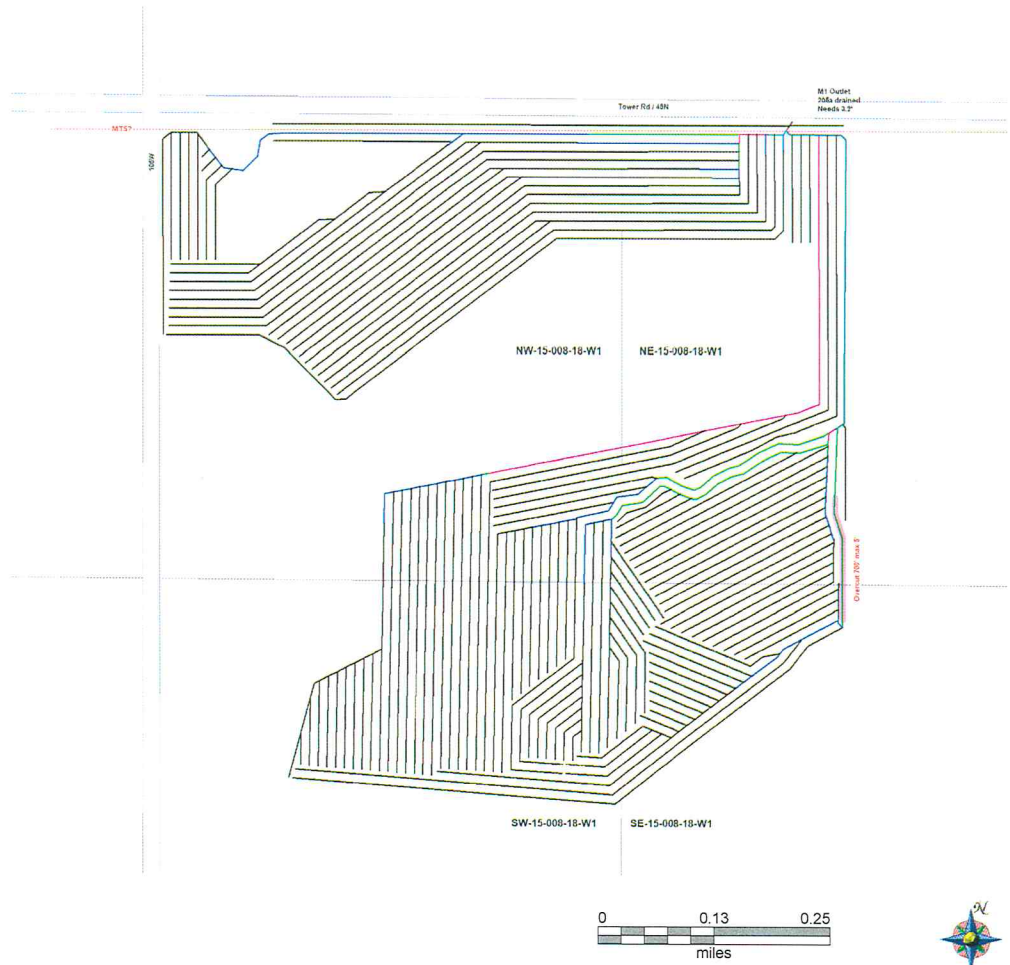 M1 Outlet
208a drained
Needs 3.2"
Tower Rd / 48N
MTS?
108W
NW-15-008-18-W1
NE-15-008-18-W1
Overcut 700' max 5'
SW-15-008-18-W1
SE-15-008-18-W1
0
0.13
0.25
miles
N